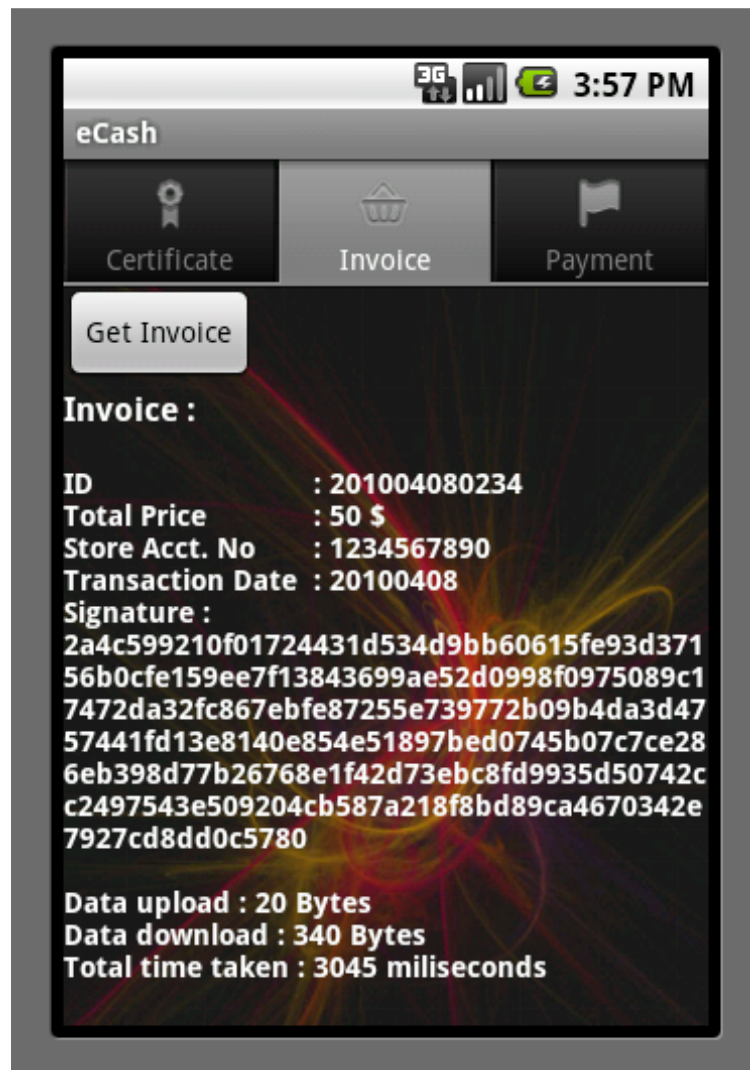 3G 3:57 PM
eCash
Certificate Invoice Payment
Get Invoice
Invoice :
ID : 201004080234
Total Price : 50 $
Store Acct. No : 1234567890
Transaction Date : 20100408
Signature :
2a4c599210f01724431d534d9bb60615fe93d371
56b0cfe159ee7f13843699ae52d0998f0975089c1
7472da32fc867ebfe87255e739772b09b4da3d47
57441fd13e8140e854e51897bed0745b07c7ce28
6eb398d77b26768e1f42d73ebc8fd9935d50742c
c2497543e509204cb587a218f8bd89ca4670342e
7927cd8dd0c5780
Data upload : 20 Bytes
Data download : 340 Bytes
Total time taken : 3045 miliseconds